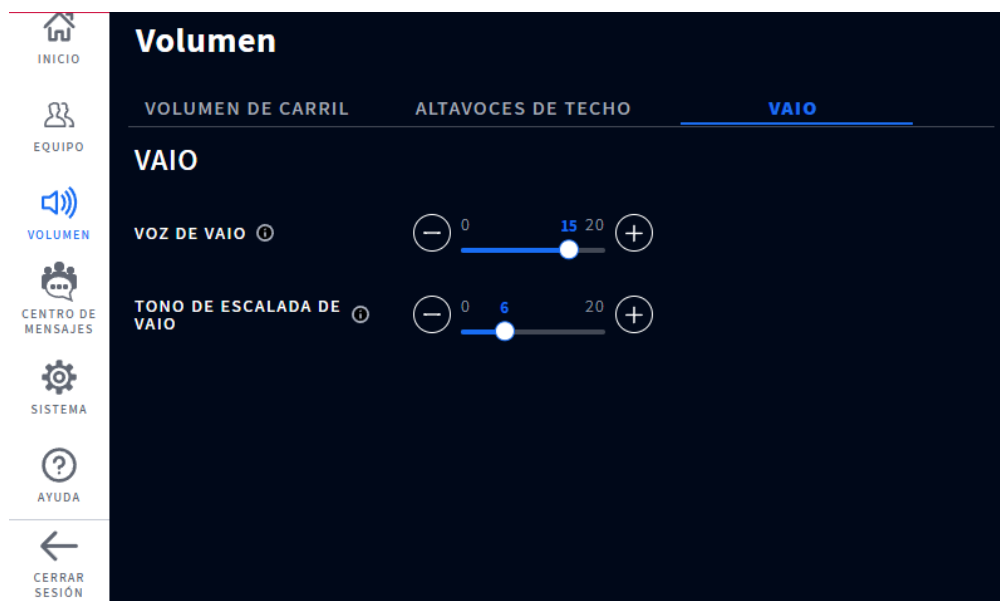 INICIO
EQUIPO
VOLUMEN
CENTRO DE
MENSAJES
SISTEMA
AYUDA
CERRAR
SESIÓN
Volumen
VOLUMEN DE CARRIL
ALTAVOCES DE TECHO
VAIO
VAIO
VOZ DE VAIO
0 15 20
TONO DE ESCALADA DE
VAIO
0 6 20